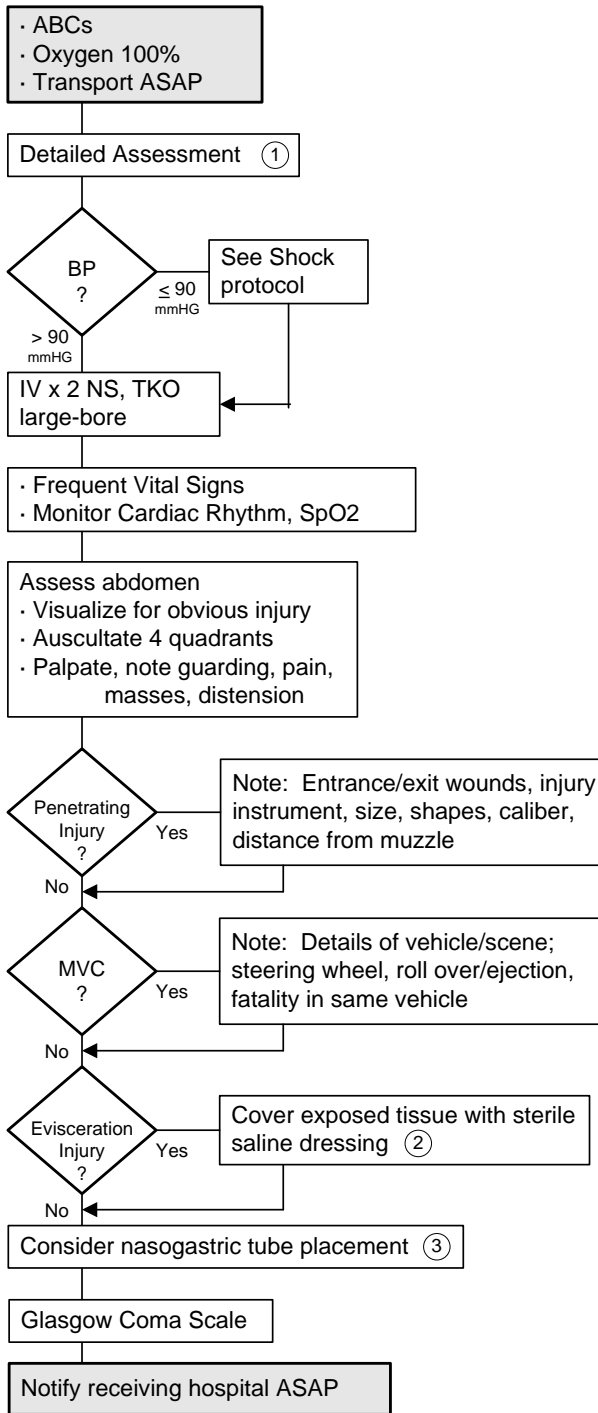 · ABCs
· Oxygen 100%
· Transport ASAP
Detailed Assessment 1
BP
?
≤ 90
mmHG
See Shock
protocol
> 90
mmHG
IV x 2 NS, TKO
large-bore
· Frequent Vital Signs
· Monitor Cardiac Rhythm, SpO2
Assess abdomen
· Visualize for obvious injury
· Auscultate 4 quadrants
· Palpate, note guarding, pain,
masses, distension
Penetrating
Injury
?
Yes
Note: Entrance/exit wounds, injury
instrument, size, shapes, caliber,
distance from muzzle
No
MVC
?
Yes
Note: Details of vehicle/scene;
steering wheel, roll over/ejection,
fatality in same vehicle
No
Evisceration
Injury
?
Yes
Cover exposed tissue with sterile
saline dressing 2
No
Consider nasogastric tube placement 3
Glasgow Coma Scale
Notify receiving hospital ASAP